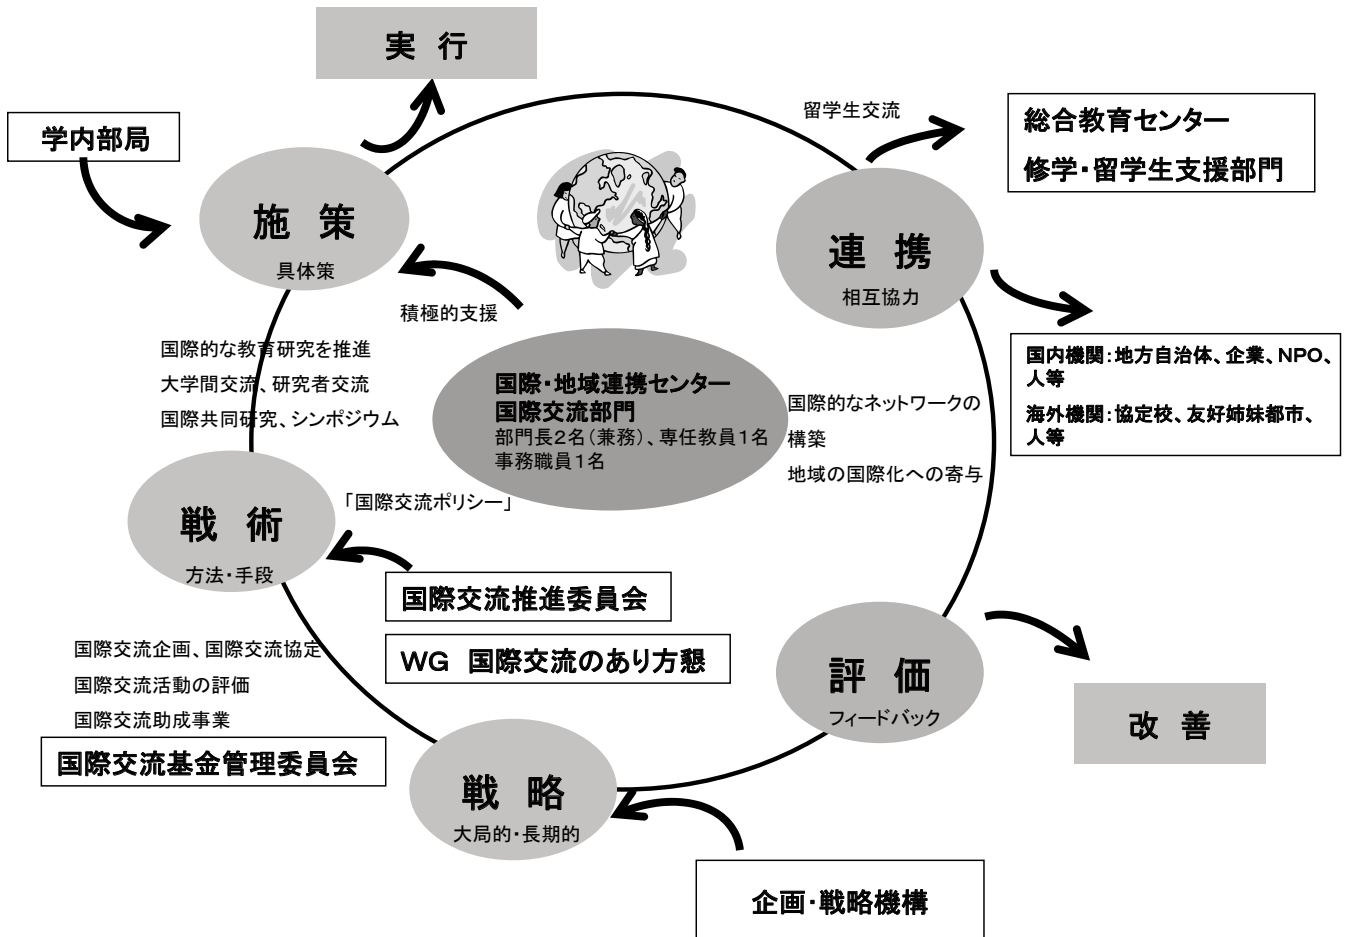 実 行
学内部局
留学生交流
総合教育センター
修学・留学生支援部門
施 策
具体策
連 携
相互協力
積極的支援
国内機関：地方自治体、企業、NPO、
人等
海外機関：協定校、友好姉妹都市、
人等
国際的な教育研究を推進
大学間交流、研究者交流
国際共同研究、シンポジウム
国際・地域連携センター
国際交流部門
部門長２名（兼務）、専任教員１名
事務職員１名
国際的なネットワークの
構築
地域の国際化への寄与
「国際交流ポリシー」
戦 術
方法・手段
国際交流推進委員会
WG 国際交流のあり方懇
国際交流企画、国際交流協定
国際交流活動の評価
国際交流助成事業
国際交流基金管理委員会
評 価
フィードバック
改 善
戦 略
大局的・長期的
企画・戦略機構